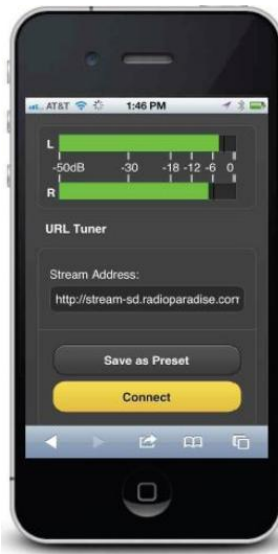 AT&T 1:46 PM
L
-50dB -30 -18 -12 -6 0
R
URL Tuner
Stream Address:
http://stream-sd.radioparadise.com
Save as Preset
Connect